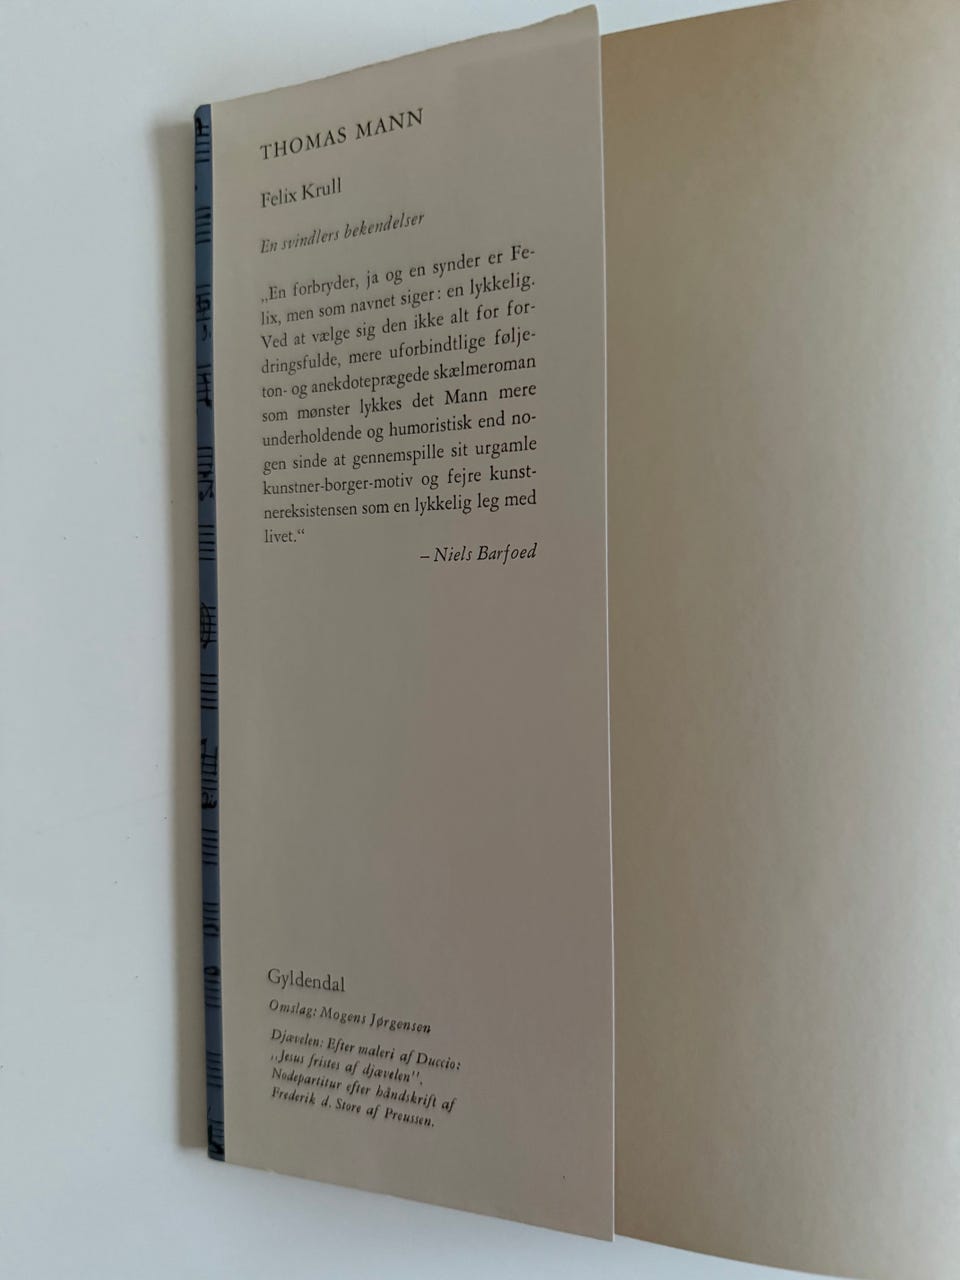 THOMAS MANN
Felix Krull
En svindlers bekendelser
„En forbryder, ja og en synder er Fe-
lix, men som navnet siger: en lykkelig.
Ved at vælge sig den ikke alt for for-
dringsfulde, mere uforbindtlige følje-
ton- og anekdoteprægede skælmeroman
som mønster lykkes det Mann mere
underholdende og humoristisk end no-
gen sinde at gennemspille sit urgamle
kunstner-borger-motiv og fejre kunst-
nereksistensen som en lykkelig leg med
livet.“
– Niels Barfoed
Gyldendal
Omslag: Mogens Jørgensen
Djævelen: Efter maleri af Duccio:
„Jesus fristes af djævelen".
Nodepartitur efter håndskrift af
Frederik d. Store af Preussen.